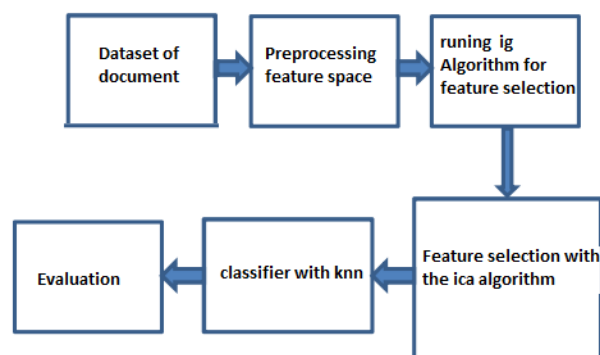 Dataset of
document
Preprocessing
feature space
runing ig
Algorithm for
feature selection
Feature selection with
the ica algorithm
classifier with knn
Evaluation